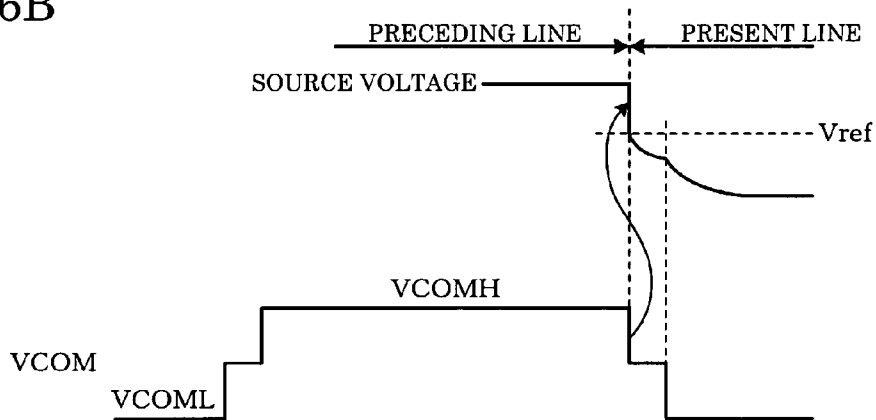 6B
PRECEDING LINE
PRESENT LINE
SOURCE VOLTAGE
Vref
VCOMH
VCOM
VCOML